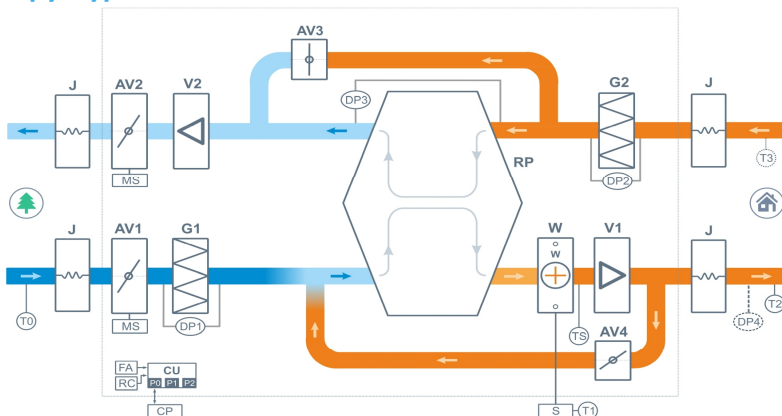 AV3
J
AV2
V2
G2
J
DP3
RP
DP2
T3
MS
J
AV1
G1
W
V1
J
w
T0
MS
DP1
TS
DP4
T2
AV4
FA
RC
CU
P0 P1 P2
CP
S
T1